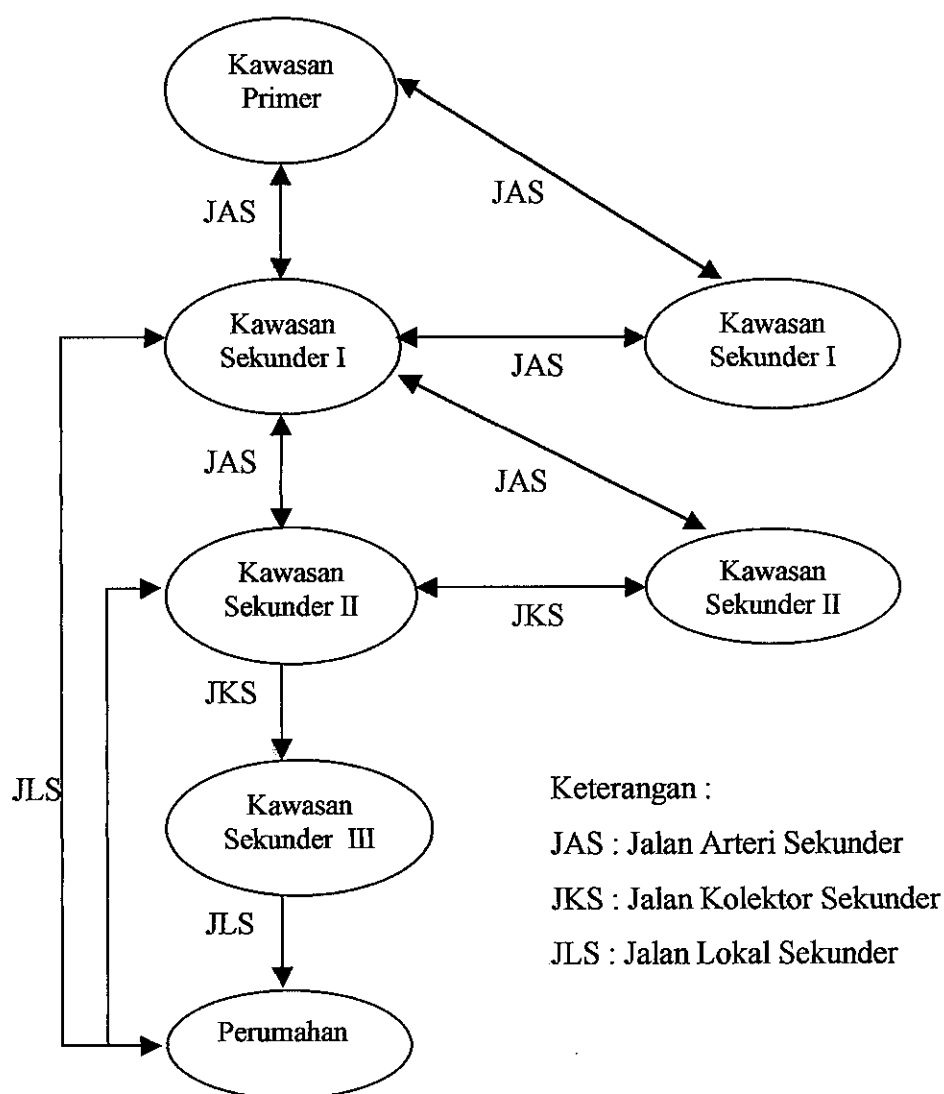 Kawasan
Primer
JAS
JAS
Kawasan
Sekunder I
JAS
Kawasan
Sekunder I
JAS
JAS
Kawasan
Sekunder II
JKS
Kawasan
Sekunder II
JKS
JLS
Kawasan
Sekunder III
Keterangan :
JAS : Jalan Arteri Sekunder
JKS : Jalan Kolektor Sekunder
JLS : Jalan Lokal Sekunder
JLS
Perumahan